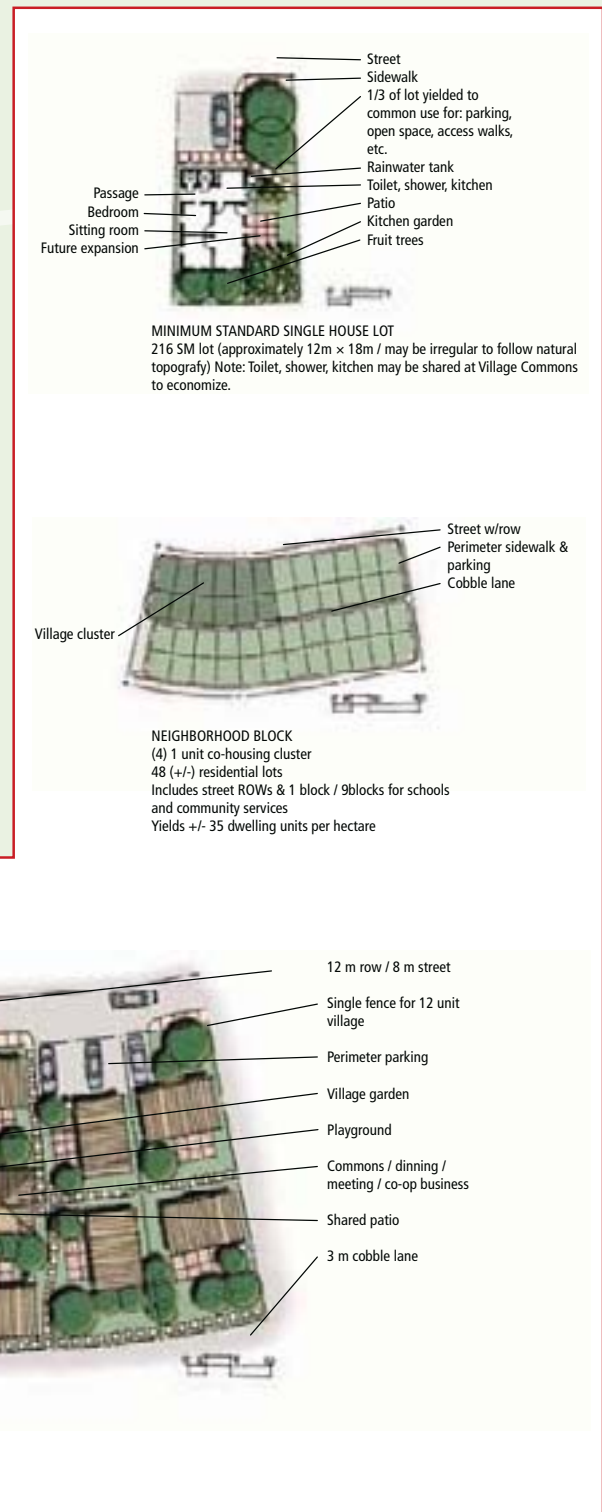 Street
Sidewalk
1/3 of lot yielded to
common use for: parking,
open space, access walks,
etc.
Rainwater tank
Toilet, shower, kitchen
Patio
Kitchen garden
Fruit trees
Passage
Bedroom
Sitting room
Future expansion
MINIMUM STANDARD SINGLE HOUSE LOT
216 SM lot (approximately 12m × 18m / may be irregular to follow natural
topografy) Note: Toilet, shower, kitchen may be shared at Village Commons
to economize.
Street w/row
Perimeter sidewalk &
parking
Cobble lane
Village cluster
NEIGHBORHOOD BLOCK
(4) 1 unit co-housing cluster
48 (+/-) residential lots
Includes street ROWs & 1 block / 9blocks for schools
and community services
Yields +/- 35 dwelling units per hectare
12 m row / 8 m street
Single fence for 12 unit
village
Perimeter parking
Village garden
Playground
Commons / dinning /
meeting / co-op business
Shared patio
3 m cobble lane